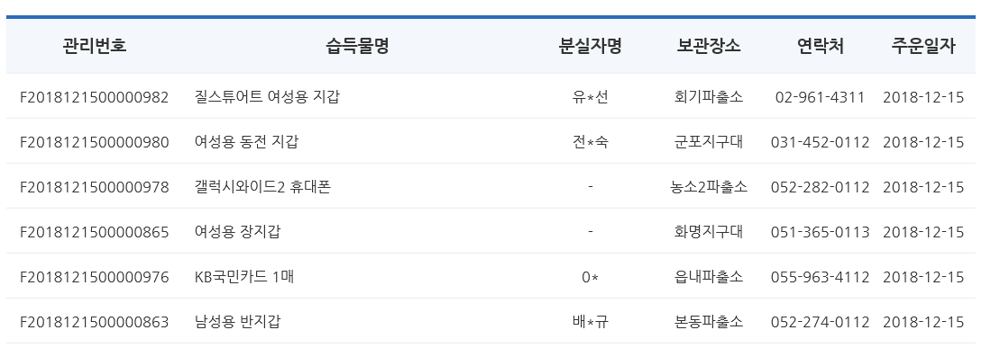 관리번호 습득물명 분실자명 보관장소 연락처 주운일자
F2018121500000982 질스튜어트 여성용 지갑 유*선 회기파출소 02-961-4311 2018-12-15
F2018121500000980 여성용 동전 지갑 전*숙 군포지구대 031-452-0112 2018-12-15
F2018121500000978 갤럭시와이드2 휴대폰 - 농소2파출소 052-282-0112 2018-12-15
F2018121500000865 여성용 장지갑 - 화명지구대 051-365-0113 2018-12-15
F2018121500000976 KB국민카드 1매 0* 읍내파출소 055-963-4112 2018-12-15
F2018121500000863 남성용 반지갑 배*규 본동파출소 052-274-0112 2018-12-15